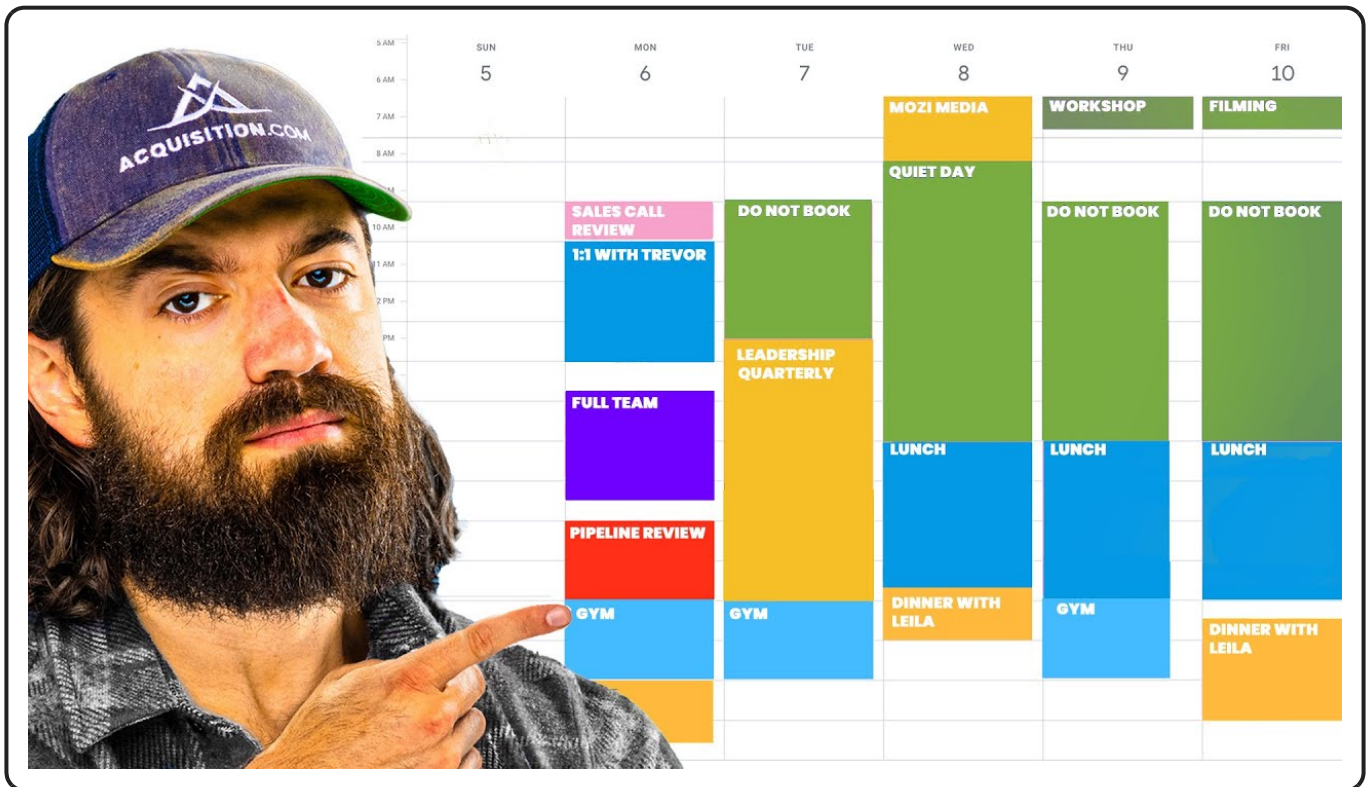 ACQUISITION.COM
SUN
MON
TUE
WED
THU
FRI
5
6
7
8
9
10
5 AM
6 AM
7 AM
8 AM
10 AM
11 AM
2 PM
PM
MOZI MEDIA
WORKSHOP
FILMING
QUIET DAY
SALES CALL
REVIEW
DO NOT BOOK
DO NOT BOOK
DO NOT BOOK
1:1 WITH TREVOR
LEADERSHIP
QUARTERLY
FULL TEAM
LUNCH
LUNCH
LUNCH
PIPELINE REVIEW
GYM
GYM
DINNER WITH
LEILA
GYM
DINNER WITH
LEILA